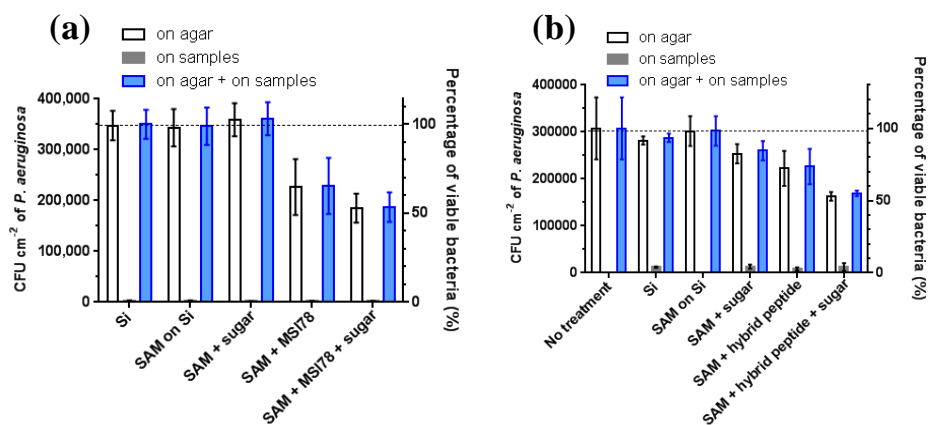 (a)
on agar
on samples
on agar + on samples
CFU cm⁻² of P. aeruginosa
400,000
300,000
200,000
100,000
0
100
50
0
Percentage of viable bacteria (%)
Si
SAM on Si
SAM + sugar
SAM + MSI78
SAM + MSI78 + sugar
(b)
on agar
on samples
on agar + on samples
CFU cm⁻² of P. aeruginosa
400000
300000
200000
100000
0
100
50
0
Percentage of viable bacteria (%)
No treatment
Si
SAM on Si
SAM + sugar
SAM + hybrid peptide
SAM + hybrid peptide + sugar